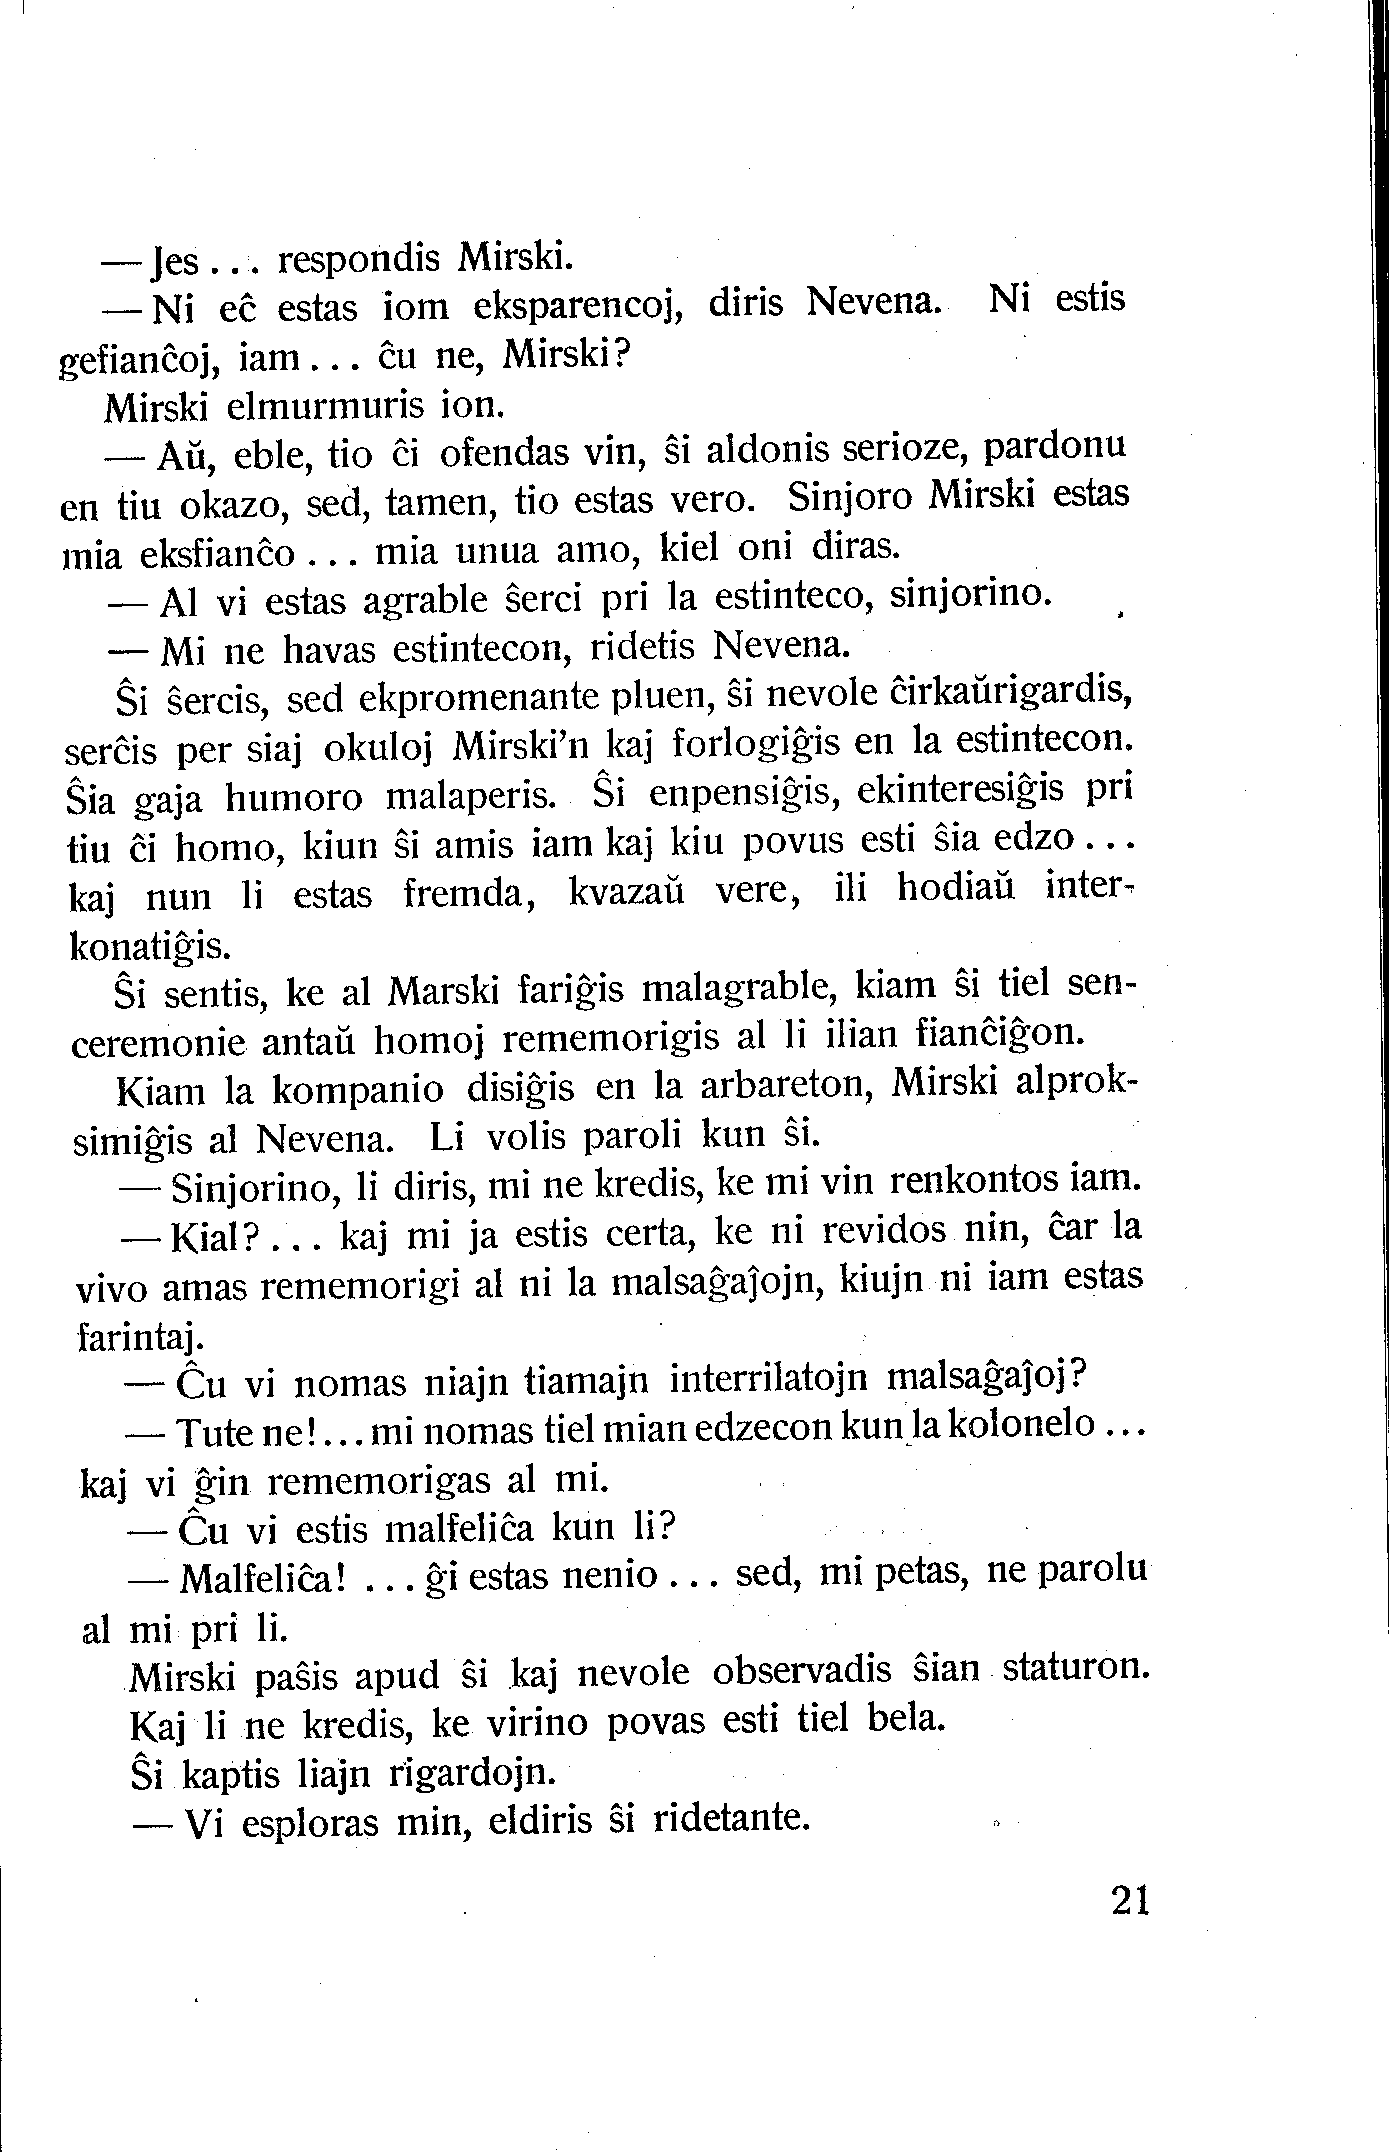 — Jes ... respondis Mirski.
— Ni eĉ estas iom eksparencoj, diris Nevena. Ni estis
gefianĉoj, iam ... ĉu ne, Mirski?
Mirski elmurmuris ion.
— Aŭ, eble, tio ĉi ofendas vin, ŝi aldonis serioze, pardonu
en tiu okazo, sed, tamen, tio estas vero. Sinjoro Mirski estas
mia eksfianĉo ... mia unua amo, kiel oni diras.
— Al vi estas agrable ŝerci pri la estinteco, sinjorino.
— Mi ne havas estintecon, ridetis Nevena.
Ŝi ŝercis, sed ekpromenante pluen, ŝi nevole ĉirkaŭrigardis,
serĉis per siaj okuloj Mirski'n kaj forlogiĝis en la estintecon.
Ŝia gaja humoro malaperis. Ŝi enpensiĝis, ekinteresiĝis pri
tiu ĉi homo, kiun ŝi amis iam kaj kiu povus esti ŝia edzo ...
kaj nun li estas fremda, kvazaŭ vere, ili hodiaŭ inter-
konatiĝis.
Ŝi sentis, ke al Marski fariĝis malagrable, kiam ŝi tiel sen-
ceremonie antaŭ homoj rememorigis al li ilian fianĉiĝon.
Kiam la kompanio disiĝis en la arbareton, Mirski alprok-
simiĝis al Nevena. Li volis paroli kun ŝi.
— Sinjorino, li diris, mi ne kredis, ke mi vin renkontos iam.
— Kial? ... kaj mi ja estis certa, ke ni revidos nin, ĉar la
vivo amas rememorigi al ni la malsaĝaĵojn, kiujn ni iam estas
farintaj.
— Ĉu vi nomas niajn tiamajn interrilatojn malsaĝaĵoj?
— Tute ne! ... mi nomas tiel mian edzecon kun la kolonelo ...
kaj vi ĝin rememorigas al mi.
— Ĉu vi estis malfeliĉa kun li?
— Malfeliĉa! ... ĝi estas nenio ... sed, mi petas, ne parolu
al mi pri li.
Mirski paŝis apud ŝi kaj nevole observadis ŝian staturon.
Kaj li ne kredis, ke virino povas esti tiel bela.
Ŝi kaptis liajn rigardojn.
— Vi esploras min, eldiris ŝi ridetante.
21